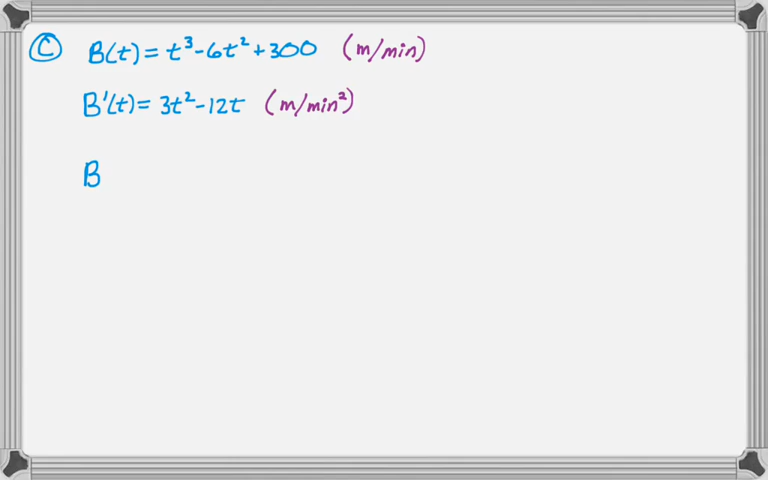 Ⓒ B(t) = t³ - 6t² + 300 (m/min)
B'(t) = 3t² - 12t (m/min²)
B